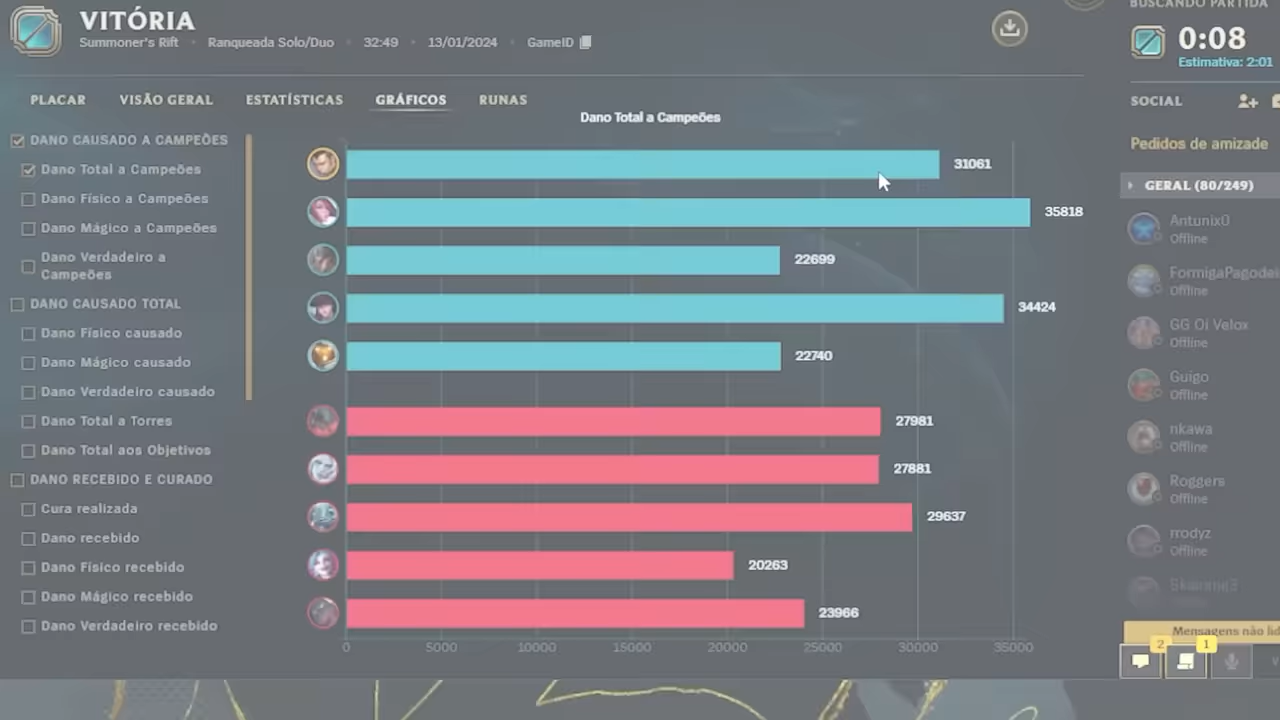 VITÓRIA
Summoner's Rift • Ranqueada Solo/Duo • 32:49 • 13/01/2024 • GameID
BUSCANDO PARTIDA
0:08
Estimativa: 2:01
PLACAR VISÃO GERAL ESTATÍSTICAS GRÁFICOS RUNAS
Dano Total a Campeões
DANO CAUSADO A CAMPEÕES
Dano Total a Campeões
Dano Físico a Campeões
Dano Mágico a Campeões
Dano Verdadeiro a
Campeões
DANO CAUSADO TOTAL
Dano Físico causado
Dano Mágico causado
Dano Verdadeiro causado
Dano Total a Torres
Dano Total aos Objetivos
DANO RECEBIDO E CURADO
Cura realizada
Dano recebido
Dano Físico recebido
Dano Mágico recebido
Dano Verdadeiro recebido
31061
35818
22699
34424
22740
27981
27881
29637
20263
23966
0 5000 10000 15000 20000 25000 30000 35000
SOCIAL
Pedidos de amizade
GERAL (80/249)
Antunix0
Offline
FormigaPagodei
Offline
GG Oi Velox
Offline
Guigo
Offline
nkawa
Offline
Roggers
Offline
rrodyz
Offline
Mensagens não lid
2 1